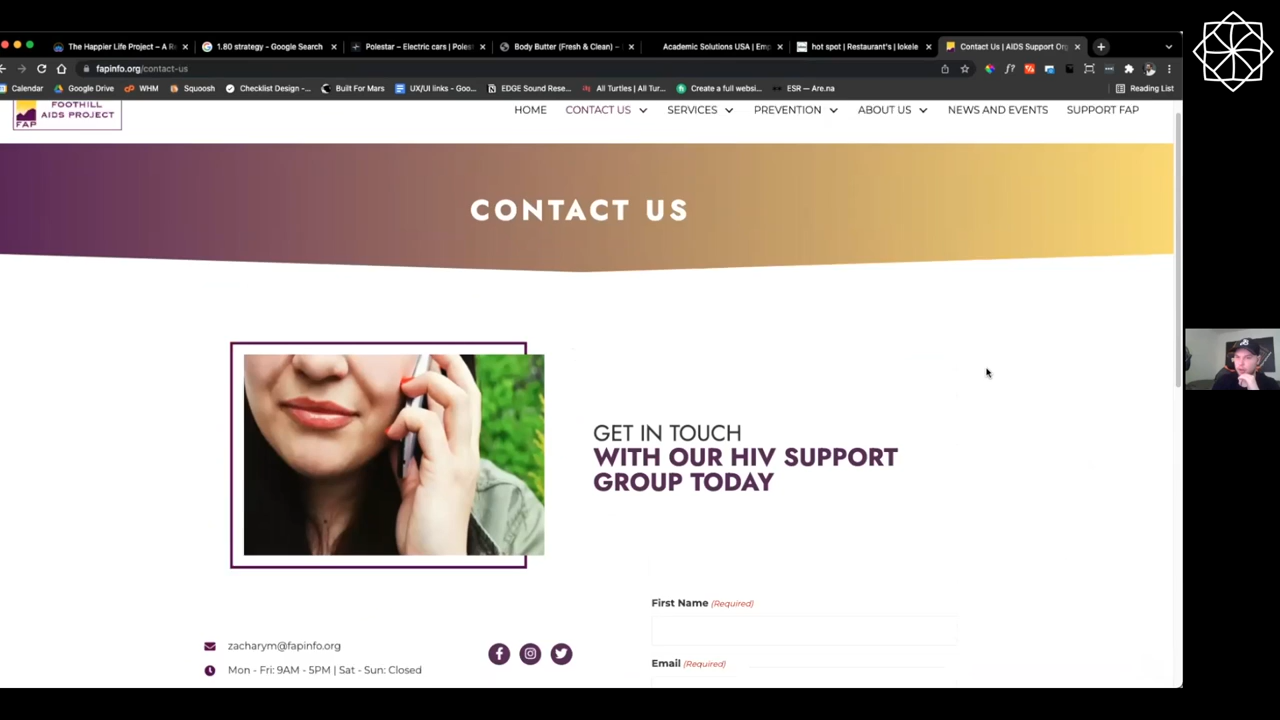 The Happier Life Project – A Re
1.80 strategy - Google Search
Polestar – Electric cars | Poles
Body Butter (Fresh & Clean) –
Academic Solutions USA | Emp
hot spot | Restaurant's | lokele
Contact Us | AIDS Support Org
fapinfo.org/contact-us
Calendar
Google Drive
WHM
Squoosh
Checklist Design -...
Built For Mars
UX/UI links - Goo...
EDGE Sound Rese...
All Turtles | All Tur...
Create a full websi...
ESR — Are.na
Reading List
FOOTHILL
AIDS PROJECT
FAP
HOME
CONTACT US
SERVICES
PREVENTION
ABOUT US
NEWS AND EVENTS
SUPPORT FAP
CONTACT US
GET IN TOUCH
WITH OUR HIV SUPPORT
GROUP TODAY
First Name (Required)
zacharym@fapinfo.org
Mon - Fri: 9AM - 5PM | Sat - Sun: Closed
Email (Required)